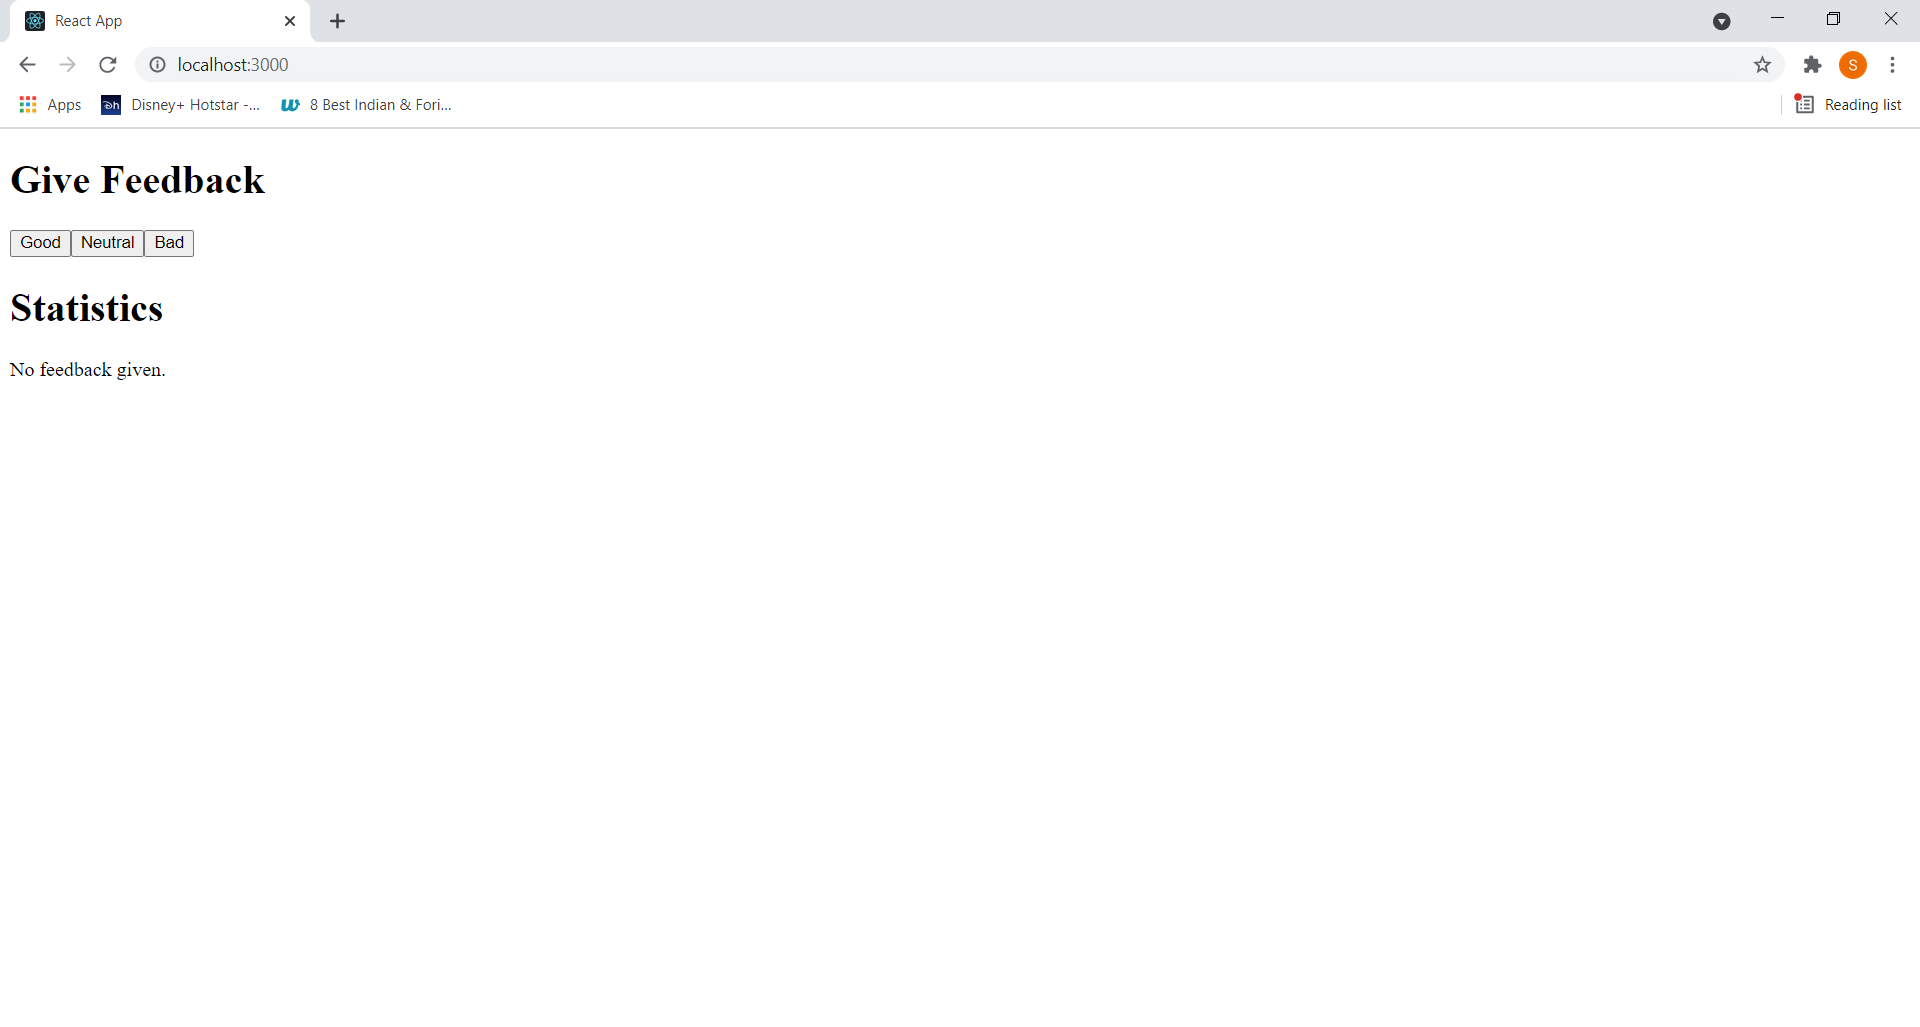 React App
localhost:3000
S
Apps
Dh Disney+ Hotstar -...
w 8 Best Indian & Fori...
Reading list
Give Feedback
Good Neutral Bad
Statistics
No feedback given.